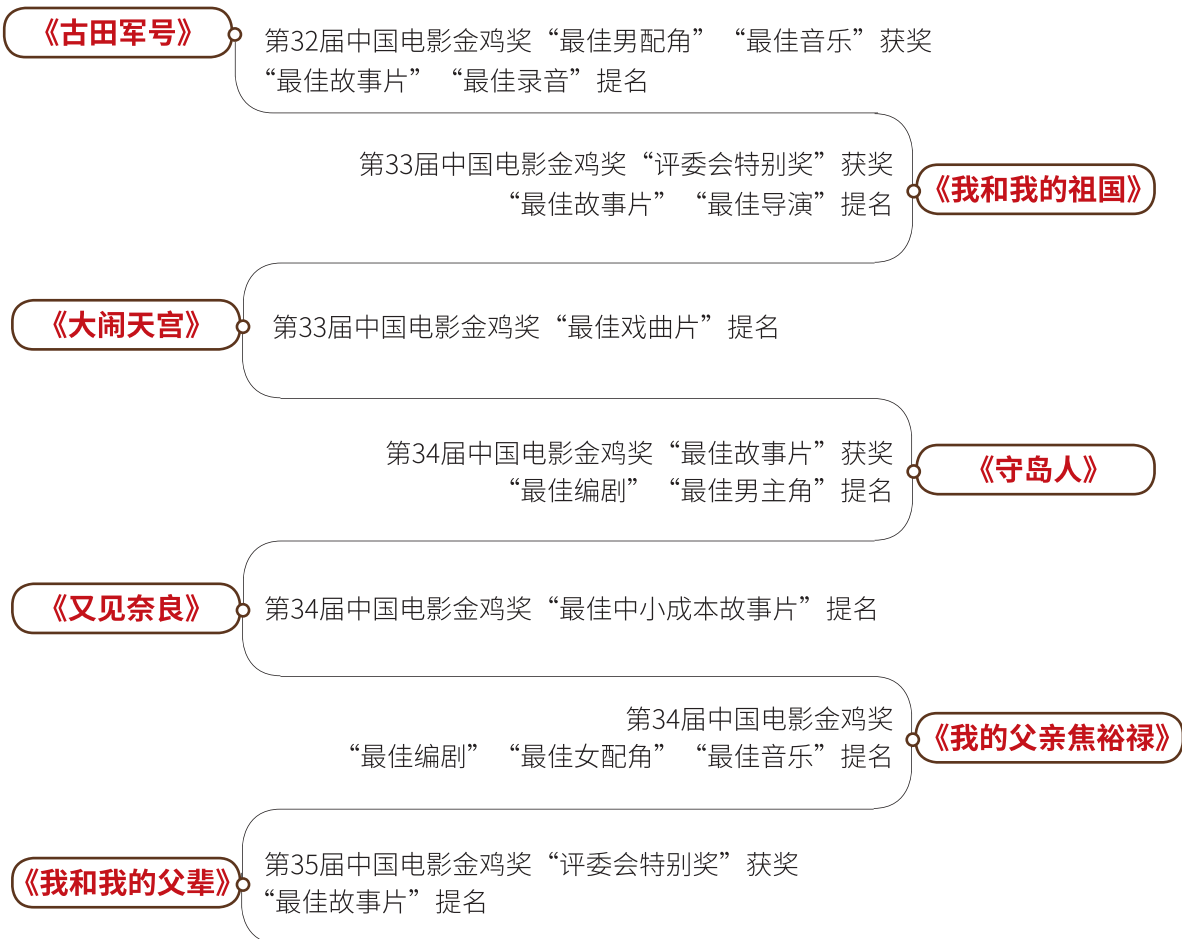 《古田军号》
第32届中国电影金鸡奖“最佳男配角” “最佳音乐”获奖
“最佳故事片” “最佳录音”提名
第33届中国电影金鸡奖“评委会特别奖”获奖
“最佳故事片” “最佳导演”提名
《我和我的祖国》
《大闹天宫》
第33届中国电影金鸡奖“最佳戏曲片”提名
第34届中国电影金鸡奖“最佳故事片”获奖
“最佳编剧” “最佳男主角”提名
《守岛人》
《又见奈良》
第34届中国电影金鸡奖“最佳中小成本故事片”提名
第34届中国电影金鸡奖
“最佳编剧” “最佳女配角” “最佳音乐”提名
《我的父亲焦裕禄》
《我和我的父辈》
第35届中国电影金鸡奖“评委会特别奖”获奖
“最佳故事片”提名